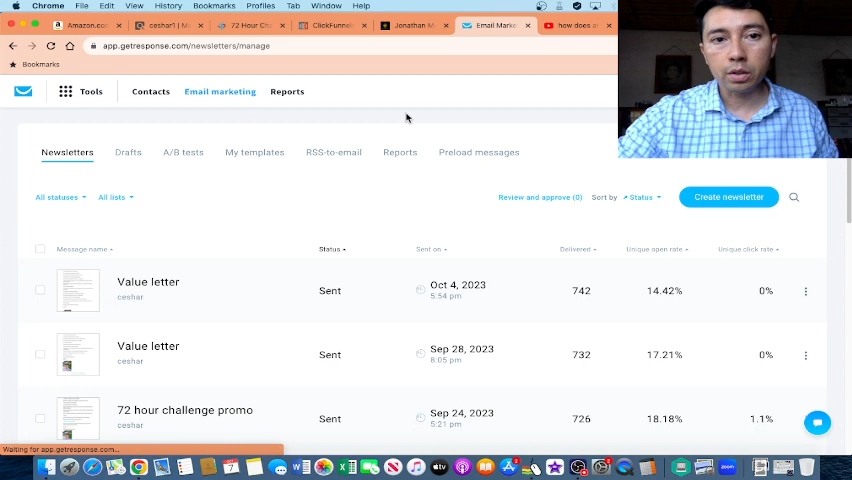 Chrome File Edit View History Bookmarks Profiles Tab Window Help
Amazon.co ceshar1 | M 72 Hour Cha ClickFunnel Jonathan M Email Marke how does a
app.getresponse.com/newsletters/manage
Bookmarks
Tools Contacts Email marketing Reports
Newsletters Drafts A/B tests My templates RSS-to-email Reports Preload messages
All statuses All lists Review and approve (0) Sort by Status Create newsletter
Message name Status Sent on Delivered Unique open rate Unique click rate
Value letter
ceshar
Sent
Oct 4, 2023
5:54 pm
742 14.42% 0%
Value letter
ceshar
Sent
Sep 28, 2023
8:05 pm
732 17.21% 0%
72 hour challenge promo
ceshar
Sent
Sep 24, 2023
5:21 pm
726 18.18% 1.1%
Waiting for app.getresponse.com...